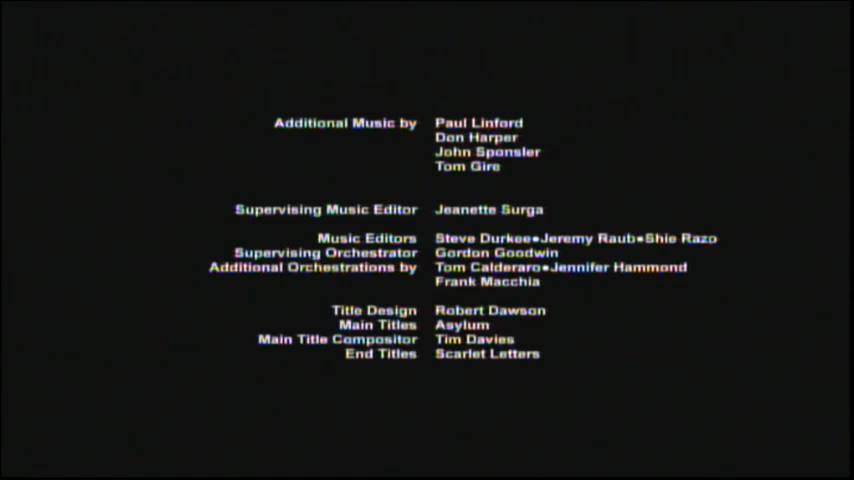 Additional Music by Paul Linford
Don Harper
John Sponsler
Tom Gire
Supervising Music Editor Jeanette Surga
Music Editors Steve Durkee•Jeremy Raub•Shie Razo
Supervising Orchestrator Gordon Goodwin
Additional Orchestrations by Tom Calderaro•Jennifer Hammond
Frank Macchia
Title Design Robert Dawson
Main Titles Asylum
Main Title Compositor Tim Davies
End Titles Scarlet Letters